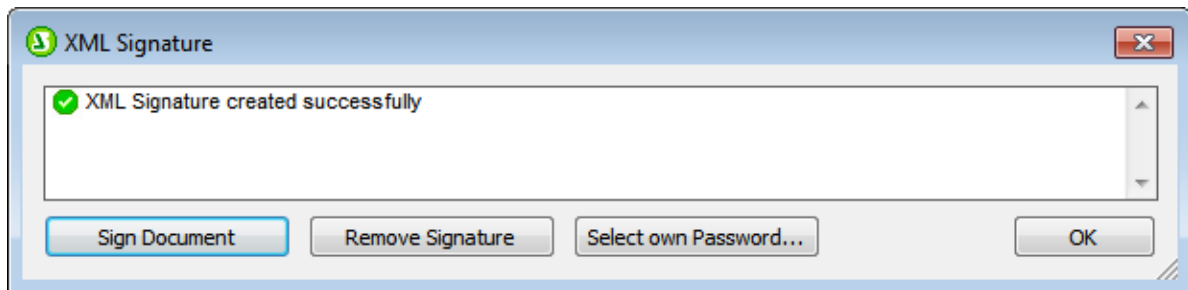 XML Signature
XML Signature created successfully
Sign Document Remove Signature Select own Password... OK